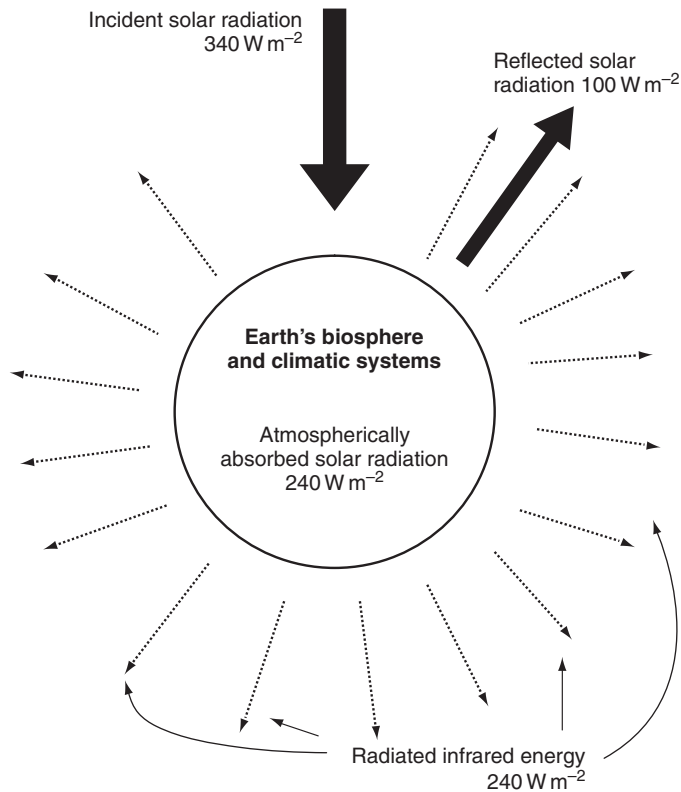 Incident solar radiation
340 W m⁻²
Reflected solar
radiation 100 W m⁻²
Earth’s biosphere
and climatic systems
Atmospherically
absorbed solar radiation
240 W m⁻²
Radiated infrared energy
240 W m⁻²